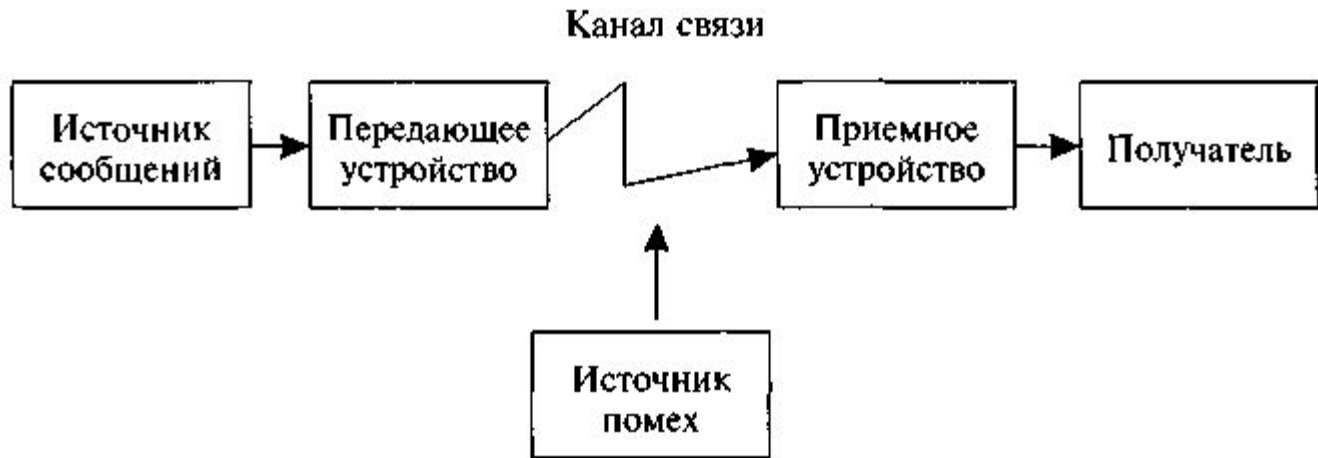 Канал связи
Источник
сообщений
Передающее
устройство
Приемное
устройство
Получатель
Источник
помех